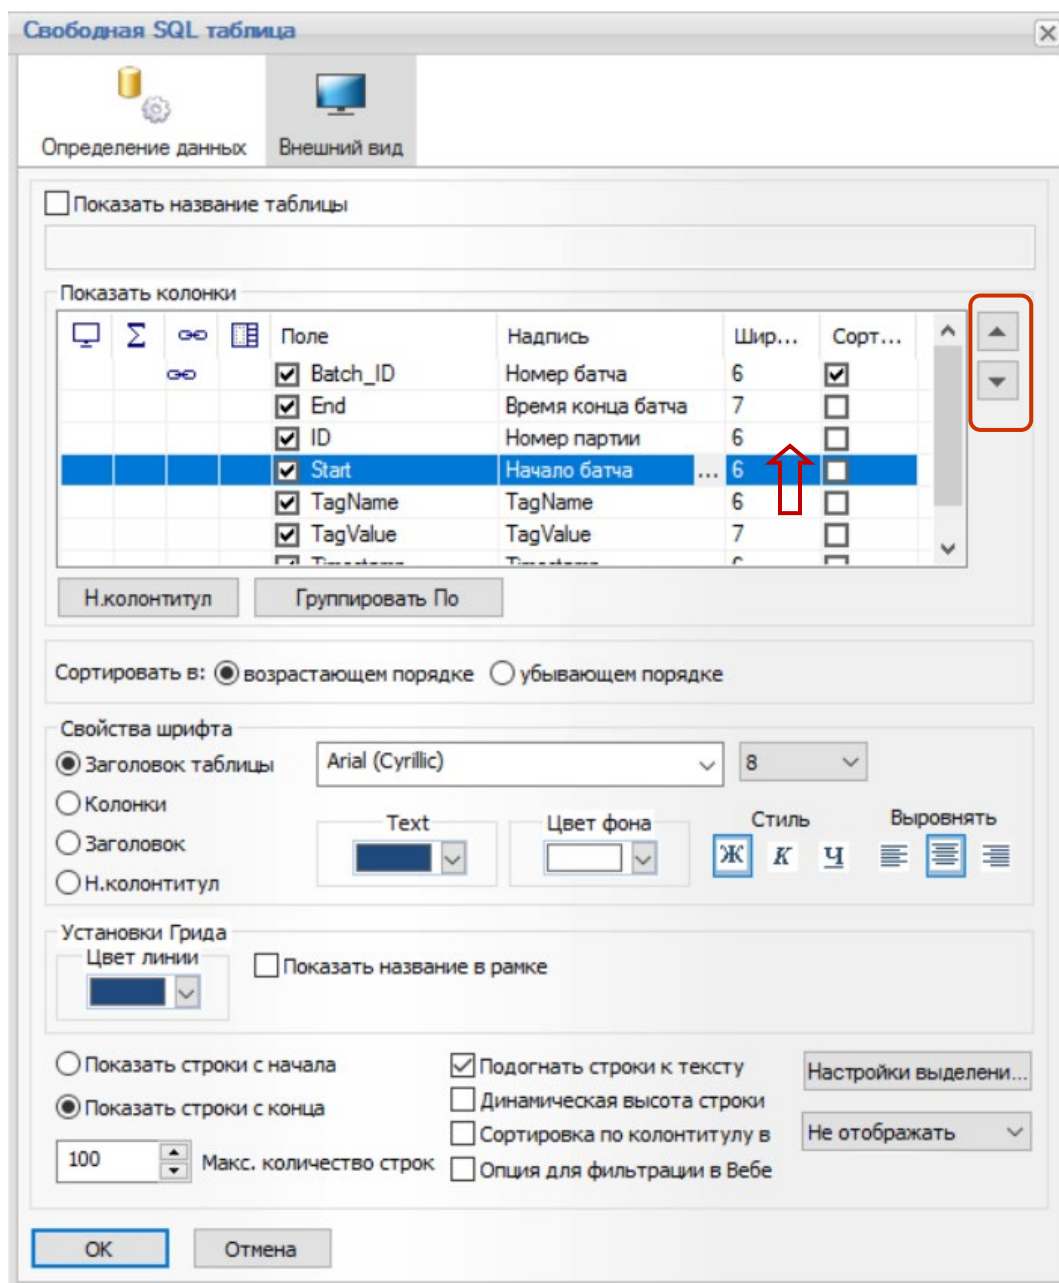 Свободная SQL таблица
Определение данных Внешний вид
Показать название таблицы
Показать колонки
Поле Надпись Шир... Сорт...
Batch_ID Номер батча 6
End Время конца батча 7
ID Номер партии 6
Start Начало батча ... 6
TagName TagName 6
TagValue TagValue 7
Timestamp Timestamp 6
Н.колонтитул Группировать По
Сортировать в: возрастающем порядке убывающем порядке
Свойства шрифта
Заголовок таблицы Arial (Cyrillic) 8
Колонки
Text Цвет фона Стиль Выровнять
Заголовок Ж К Ч
Н.колонтитул
Установки Грида
Цвет линии
Показать название в рамке
Показать строки с начала Подогнать строки к тексту Настройки выделени...
Показать строки с конца Динамическая высота строки
Сортировка по колонтитулу в Не отображать
100 Макс. количество строк Опция для фильтрации в Вебе
OK Отмена